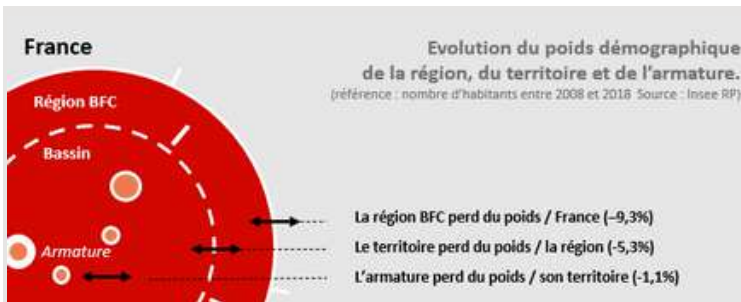 France
Evolution du poids démographique
de la région, du territoire et de l'armature.
(référence : nombre d'habitants entre 2008 et 2018 Source : Insee RP)
Région BFC
Bassin
Armature
La région BFC perd du poids / France (–9,3%)
Le territoire perd du poids / la région (-5,3%)
L'armature perd du poids / son territoire (-1,1%)